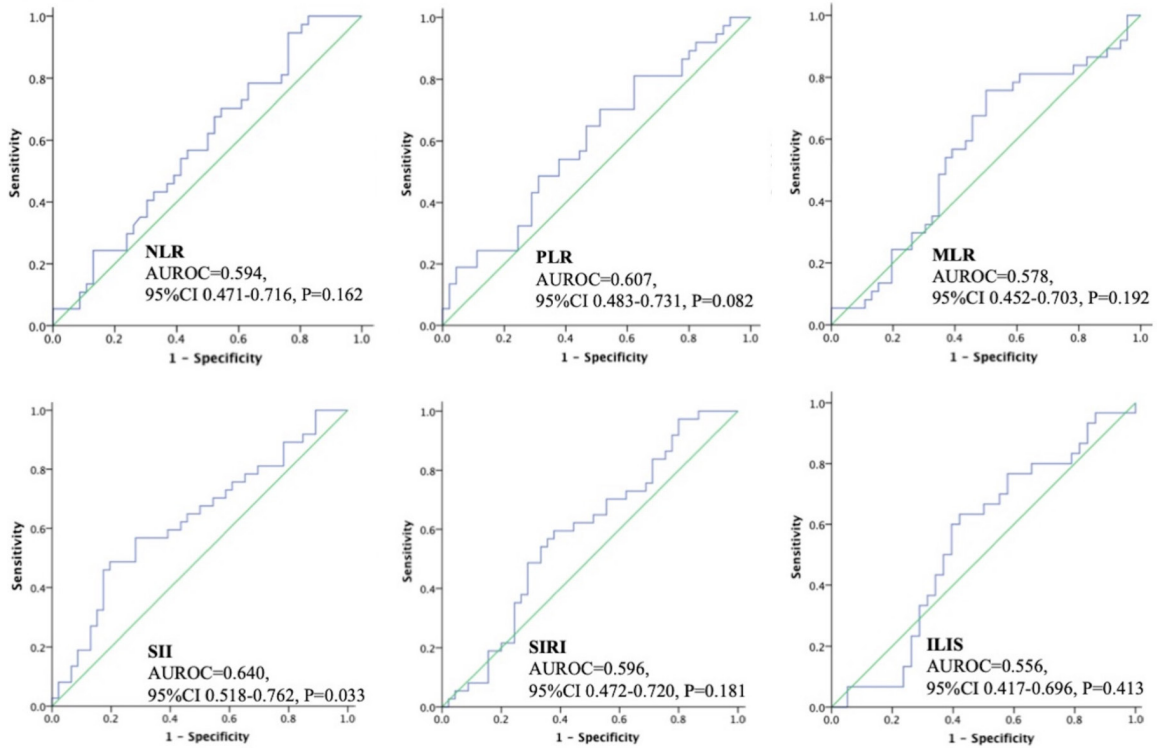 1.0
0.8
0.6
0.4
0.2
0.0
Sensitivity
NLR
AUROC=0.594,
95%CI 0.471-0.716, P=0.162
0.0 0.2 0.4 0.6 0.8 1.0
1 - Specificity
1.0
0.8
0.6
0.4
0.2
0.0
Sensitivity
PLR
AUROC=0.607,
95%CI 0.483-0.731, P=0.082
0.0 0.2 0.4 0.6 0.8 1.0
1 - Specificity
1.0
0.8
0.6
0.4
0.2
0.0
Sensitivity
MLR
AUROC=0.578,
95%CI 0.452-0.703, P=0.192
0.0 0.2 0.4 0.6 0.8 1.0
1 - Specificity
1.0
0.8
0.6
0.4
0.2
0.0
Sensitivity
SII
AUROC=0.640,
95%CI 0.518-0.762, P=0.033
0.0 0.2 0.4 0.6 0.8 1.0
1 - Specificity
1.0
0.8
0.6
0.4
0.2
0.0
Sensitivity
SIRI
AUROC=0.596,
95%CI 0.472-0.720, P=0.181
0.0 0.2 0.4 0.6 0.8 1.0
1 - Specificity
1.0
0.8
0.6
0.4
0.2
0.0
Sensitivity
ILIS
AUROC=0.556,
95%CI 0.417-0.696, P=0.413
0.0 0.2 0.4 0.6 0.8 1.0
1 - Specificity